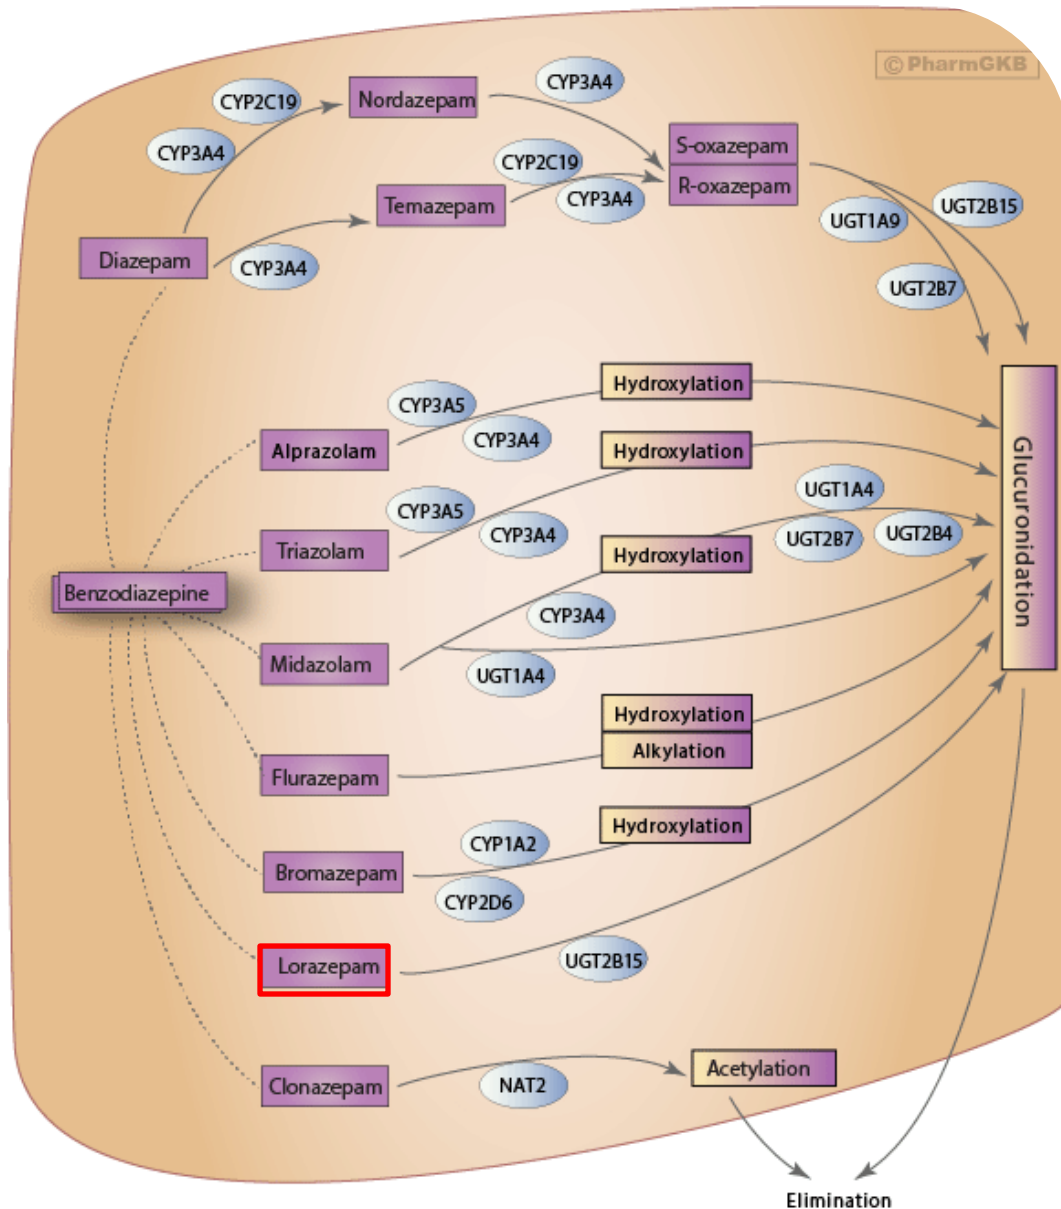 © PharmGKB
CYP2C19
Nordazepam
CYP3A4
CYP3A4
CYP2C19
S-oxazepam
R-oxazepam
Temazepam
CYP3A4
UGT1A9
UGT2B15
Diazepam
CYP3A4
UGT2B7
Hydroxylation
CYP3A5
CYP3A4
Alprazolam
Hydroxylation
Glucuronidation
CYP3A5
CYP3A4
Triazolam
UGT1A4
UGT2B7
UGT2B4
Hydroxylation
Benzodiazepine
CYP3A4
Midazolam
UGT1A4
Hydroxylation
Alkylation
Flurazepam
Hydroxylation
CYP1A2
Bromazepam
CYP2D6
Lorazepam
UGT2B15
Clonazepam
NAT2
Acetylation
Elimination